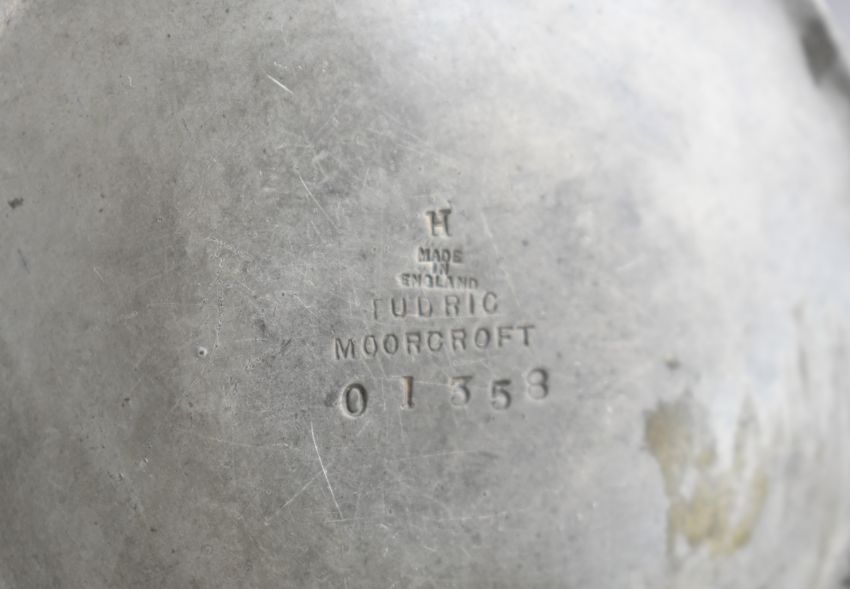 H
MADE
IN
ENGLAND
TUDRIC
MOORCROFT
01358